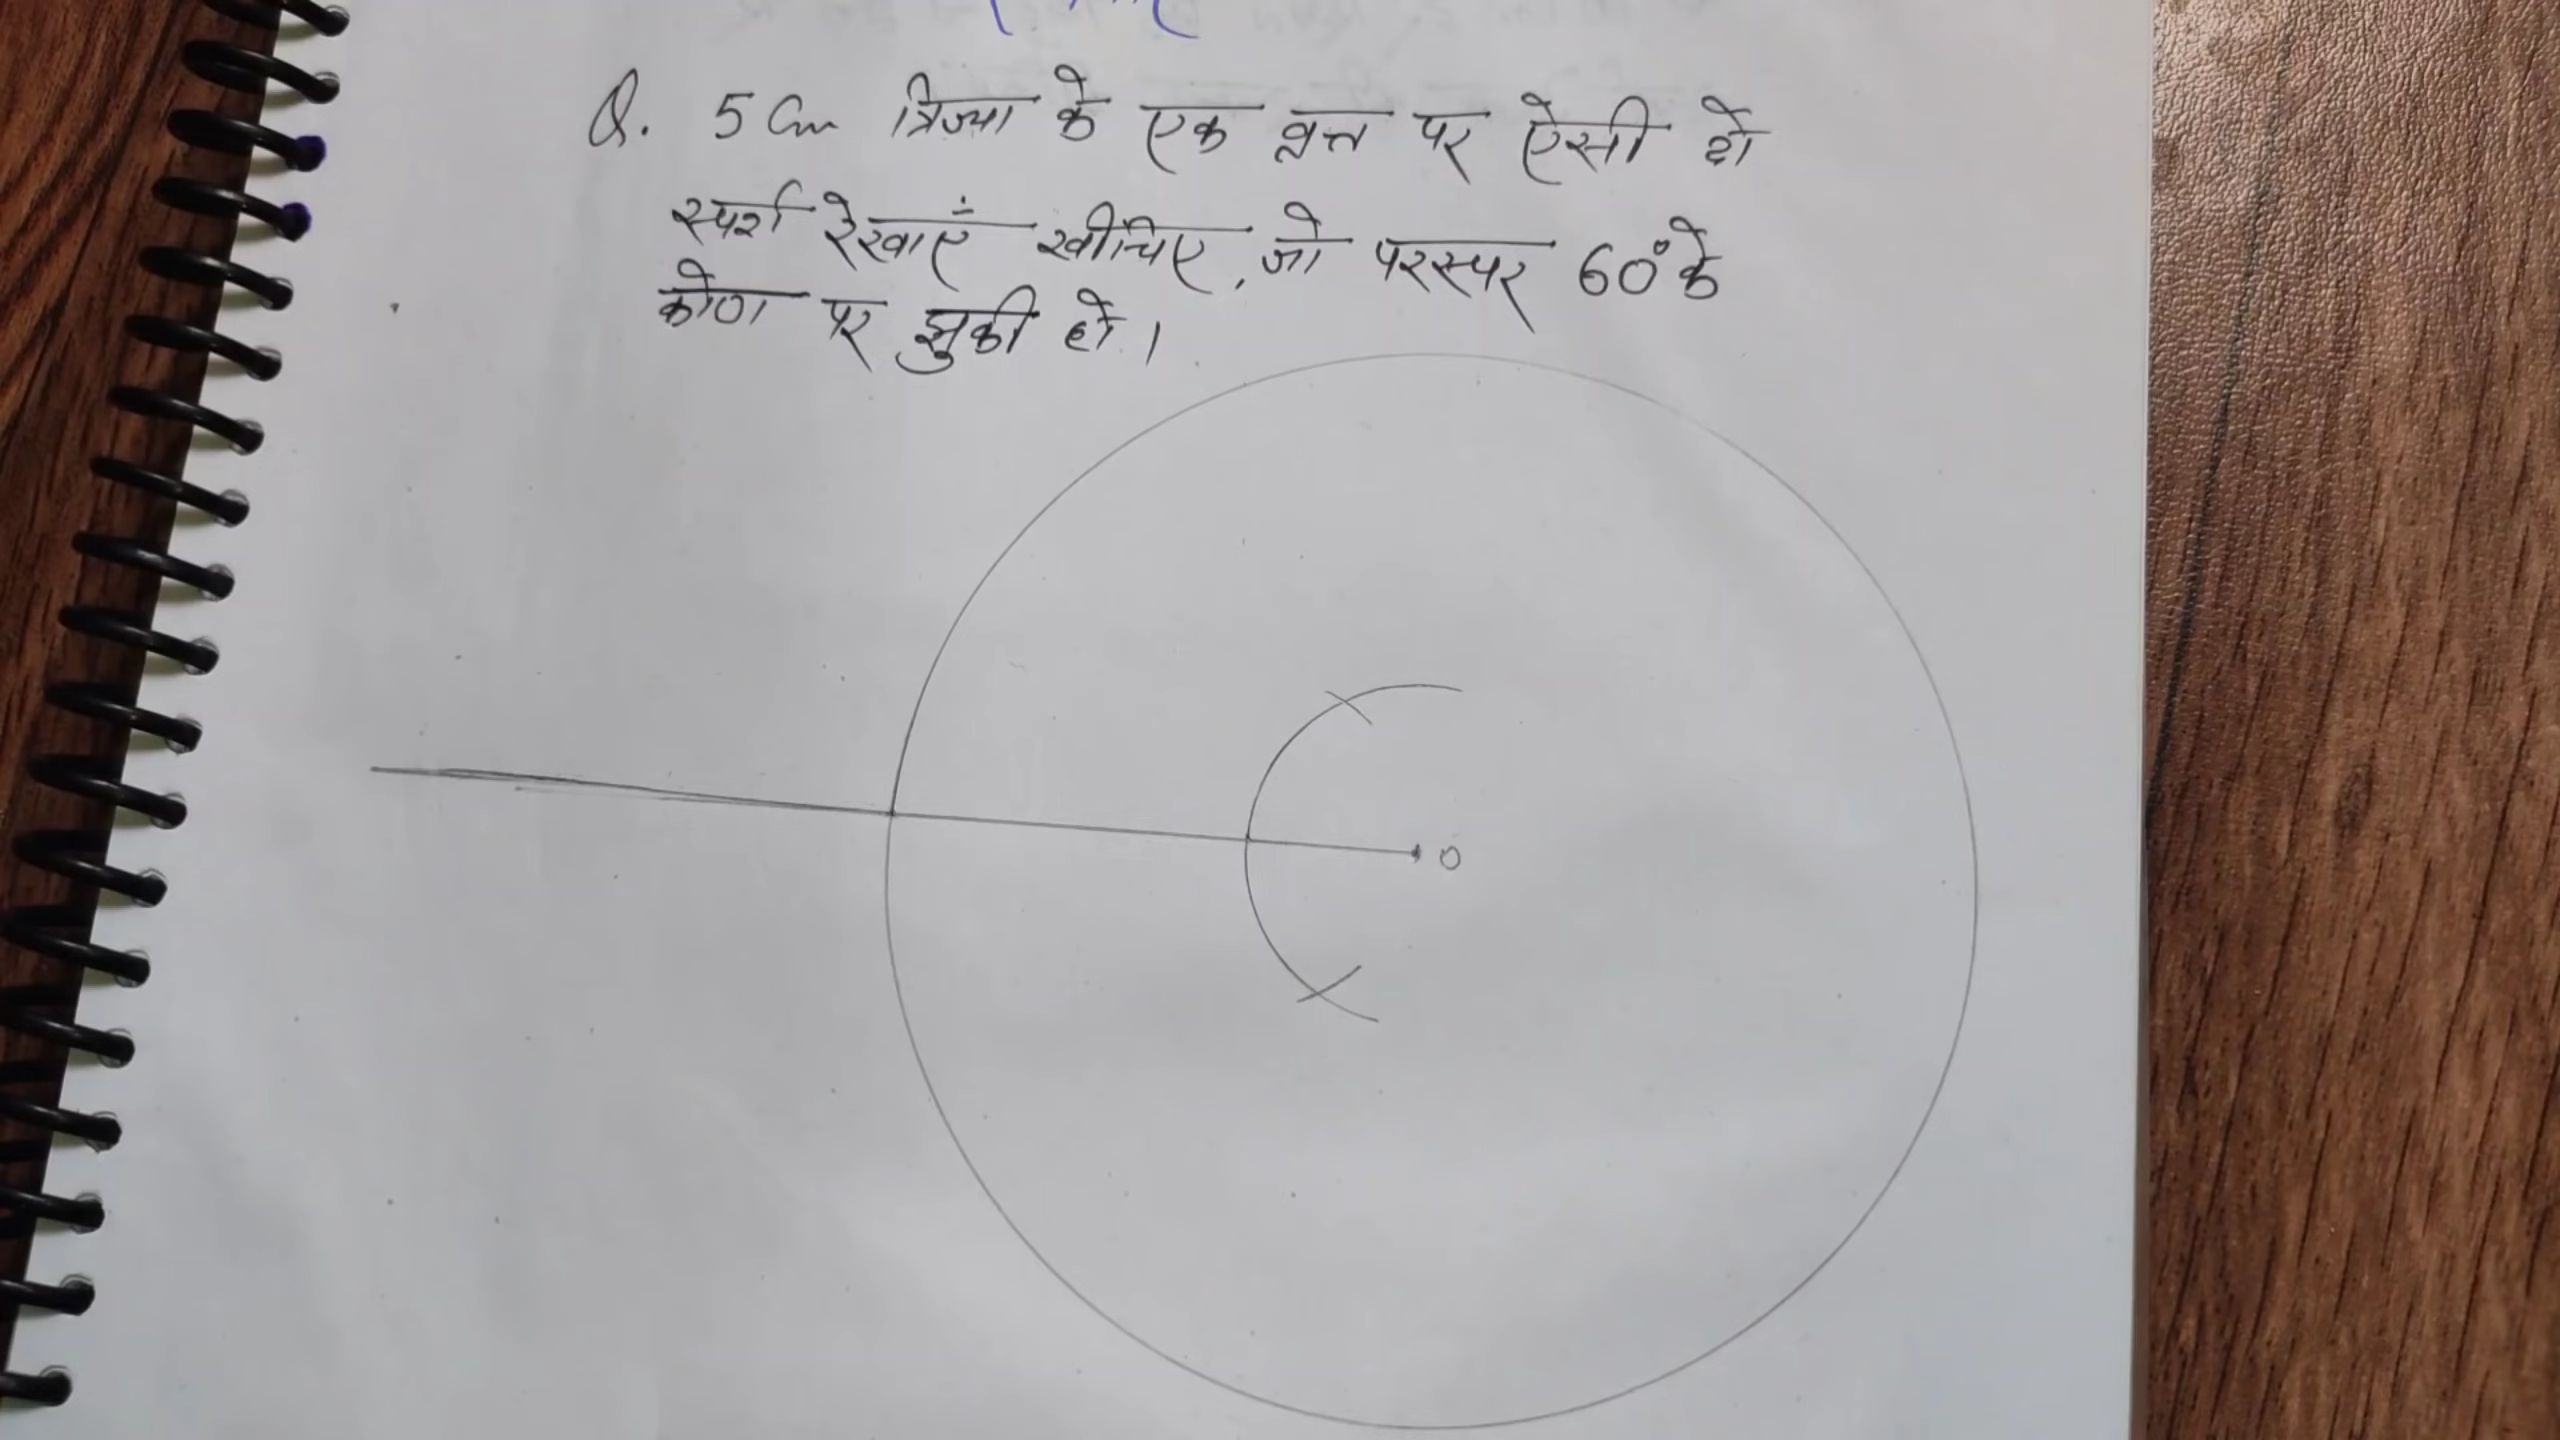 Q. 5 Cm त्रिज्या के एक वृत्त पर ऐसी दो
स्पर्श रेखाएं खींचिए, जो परस्पर 60° के
कोण पर झुकी हो।
O